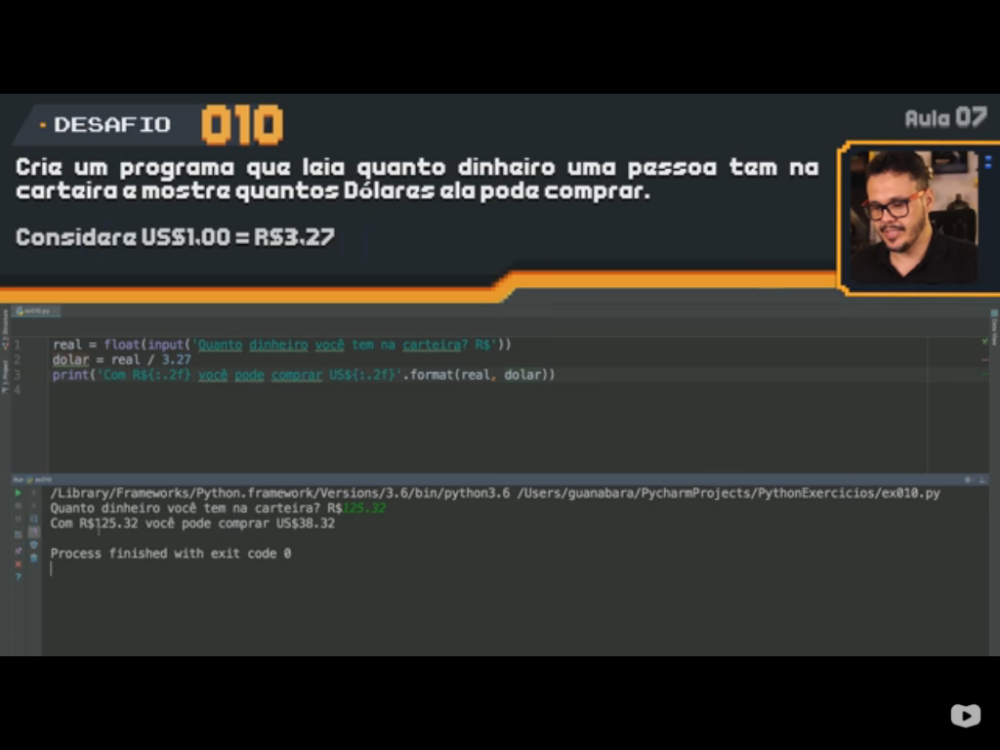 DESAFIO 010
Aula 07
Crie um programa que leia quanto dinheiro uma pessoa tem na
carteira e mostre quantos Dólares ela pode comprar.
Considere US$1.00 = R$3.27
ex010.py
1 real = float(input('Quanto dinheiro você tem na carteira? R$'))
2 dolar = real / 3.27
3 print('Com R${:.2f} você pode comprar US${:.2f}'.format(real, dolar))
4
Run ex010
/Library/Frameworks/Python.framework/Versions/3.6/bin/python3.6 /Users/guanabara/PycharmProjects/PythonExercicios/ex010.py
Quanto dinheiro você tem na carteira? R$125.32
Com R$125.32 você pode comprar US$38.32
Process finished with exit code 0